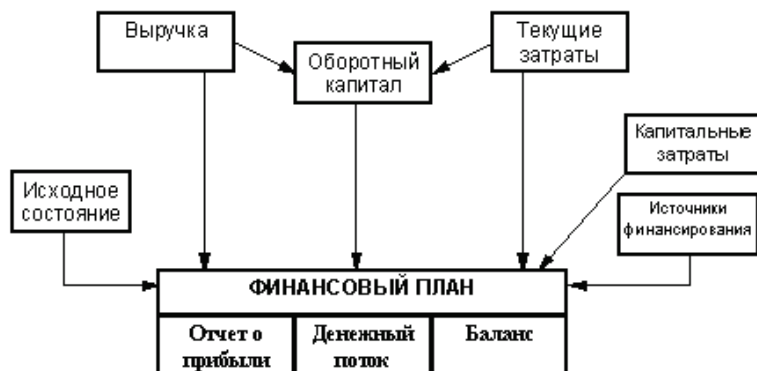 Выручка
Оборотный
капитал
Текущие
затраты
Капитальные
затраты
Исходное
состояние
Источники
финансирования
ФИНАНСОВЫЙ ПЛАН
Отчет о
прибыли
Денежный
поток
Баланс